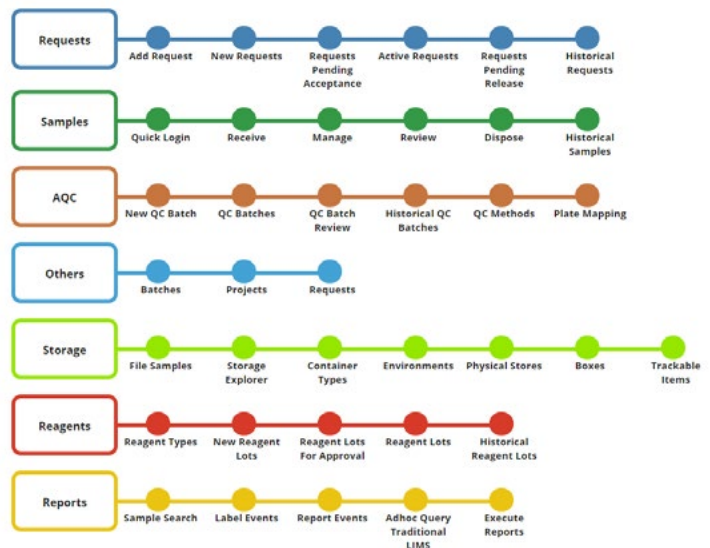 Requests
Add Request
New Requests
Requests
Pending
Acceptance
Active Requests
Requests
Pending
Release
Historical
Requests
Samples
Quick Login
Receive
Manage
Review
Dispose
Historical
Samples
AQC
New QC Batch
QC Batches
QC Batch
Review
Historical QC
Batches
QC Methods
Plate Mapping
Others
Batches
Projects
Requests
Storage
File Samples
Storage
Explorer
Container
Types
Environments
Physical Stores
Boxes
Trackable
Items
Reagents
Reagent Types
New Reagent
Lots
Reagent Lots
For Approval
Reagent Lots
Historical
Reagent Lots
Reports
Sample Search
Label Events
Report Events
Adhoc Query
Traditional
LIMS
Execute
Reports